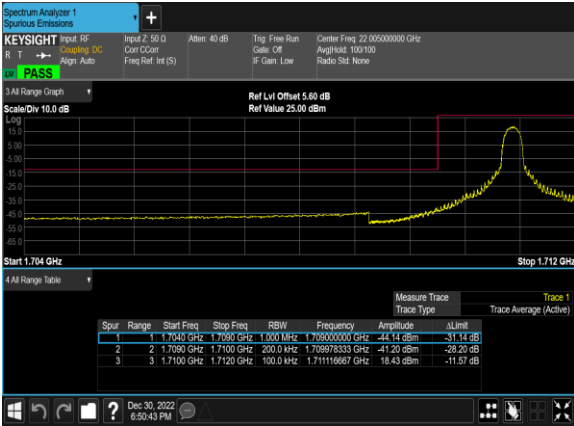 Spectrum Analyzer 1
Spurious Emissions
+
KEYSIGHT Input: RF Input Z: 50 Ω Atten: 40 dB Trig: Free Run Center Freq: 22.005000000 GHz
R T Coupling: DC Corr CCorr Gate: Off Avg|Hold: 100/100
Align: Auto Freq Ref: Int (S) IF Gain: Low Radio Std: None
PASS
3 All Range Graph
Ref Lvl Offset 5.60 dB
Scale/Div 10.0 dB Ref Value 25.00 dBm
Log
15.0
5.00
-5.00
-15.0
-25.0
-35.0
-45.0
-55.0
-65.0
Start 1.704 GHz Stop 1.712 GHz
4 All Range Table
Measure Trace Trace 1
Trace Type Trace Average (Active)
Spur Range Start Freq Stop Freq RBW Frequency Amplitude ΔLimit
1 1 1.7040 GHz 1.7090 GHz 1.000 MHz 1.709000000 GHz -44.14 dBm -31.14 dB
2 2 1.7090 GHz 1.7100 GHz 200.0 kHz 1.709978333 GHz -41.20 dBm -28.20 dB
3 3 1.7100 GHz 1.7120 GHz 100.0 kHz 1.711116667 GHz 18.43 dBm -11.57 dB
?
Dec 30, 2022
6:50:43 PM